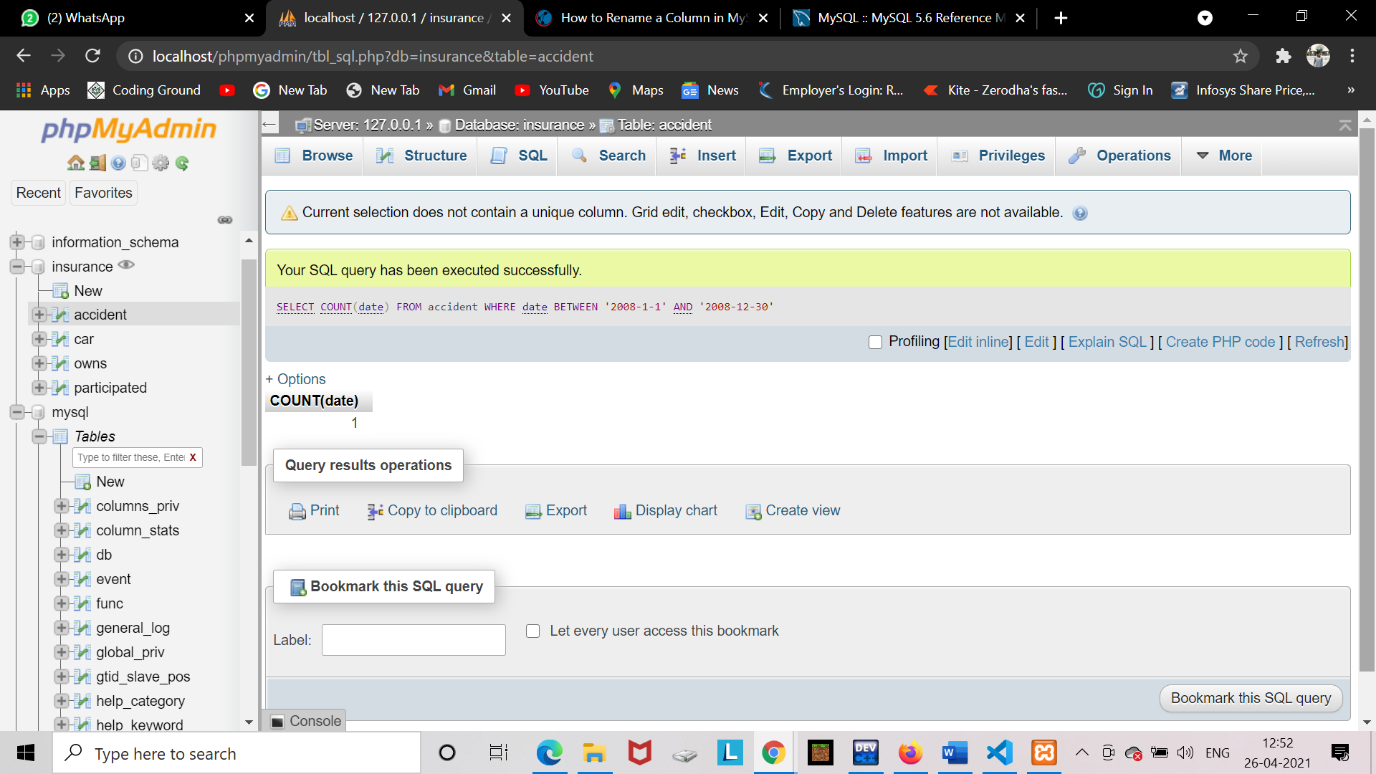 (2) WhatsApp
localhost / 127.0.0.1 / insurance /
How to Rename a Column in My
MySQL :: MySQL 5.6 Reference M
localhost/phpmyadmin/tbl_sql.php?db=insurance&table=accident
Apps
Coding Ground
New Tab
New Tab
Gmail
YouTube
Maps
News
Employer's Login: R...
Kite - Zerodha's fas...
Sign In
Infosys Share Price,...
»
phpMyAdmin
Recent
Favorites
information_schema
insurance
New
accident
car
owns
participated
mysql
Tables
Type to filter these, Enter X
New
columns_priv
column_stats
db
event
func
general_log
global_priv
gtid_slave_pos
help_category
help_keyword
Server: 127.0.0.1 » Database: insurance » Table: accident
Browse
Structure
SQL
Search
Insert
Export
Import
Privileges
Operations
More
Current selection does not contain a unique column. Grid edit, checkbox, Edit, Copy and Delete features are not available.
Your SQL query has been executed successfully.
SELECT COUNT(date) FROM accident WHERE date BETWEEN '2008-1-1' AND '2008-12-30'
Profiling [Edit inline] [ Edit ] [ Explain SQL ] [ Create PHP code ] [ Refresh]
+ Options
COUNT(date)
1
Query results operations
Print
Copy to clipboard
Export
Display chart
Create view
Bookmark this SQL query
Label:
Let every user access this bookmark
Bookmark this SQL query
Console
Type here to search
ENG
12:52
26-04-2021